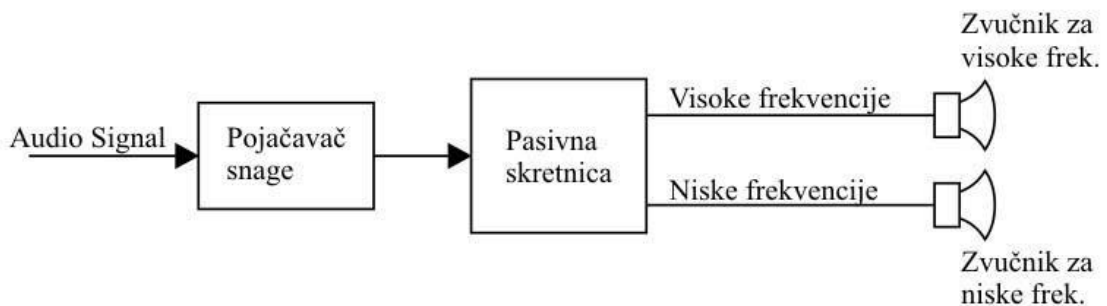 Zvučnik za
visoke frek.
Audio Signal
Pojačavač
snage
Pasivna
skretnica
Visoke frekvencije
Niske frekvencije
Zvučnik za
niske frek.